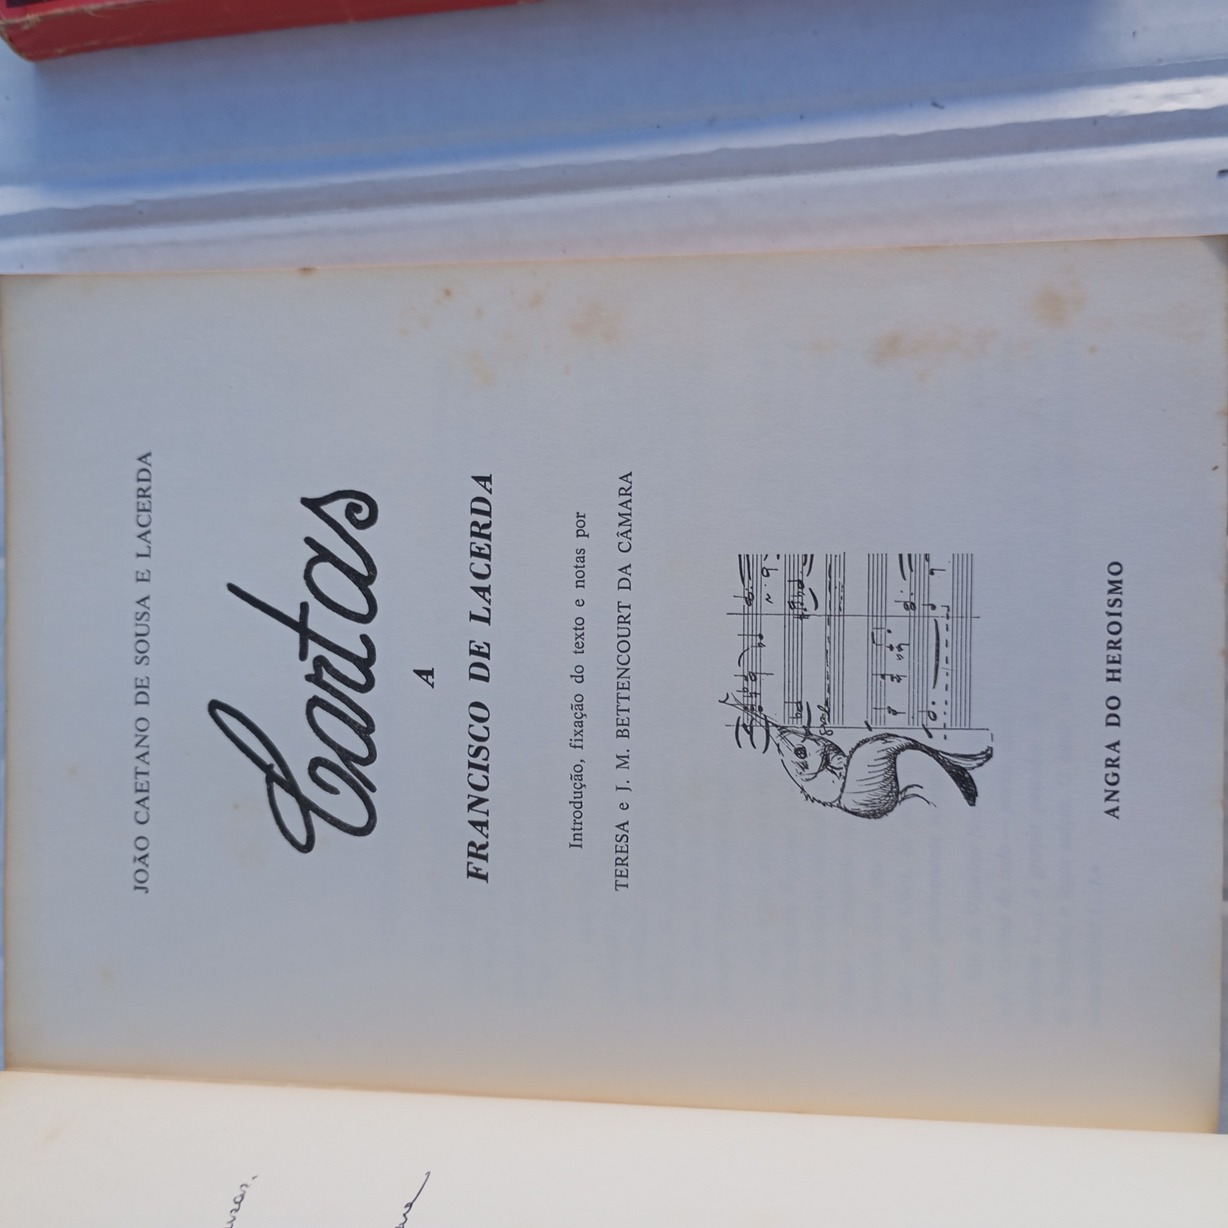 JOÃO CAETANO DE SOUSA E LACERDA
Cartas
A
FRANCISCO DE LACERDA
Introdução, fixação do texto e notas por
TERESA e J. M. BETTENCOURT DA CÂMARA
ANGRA DO HEROÍSMO